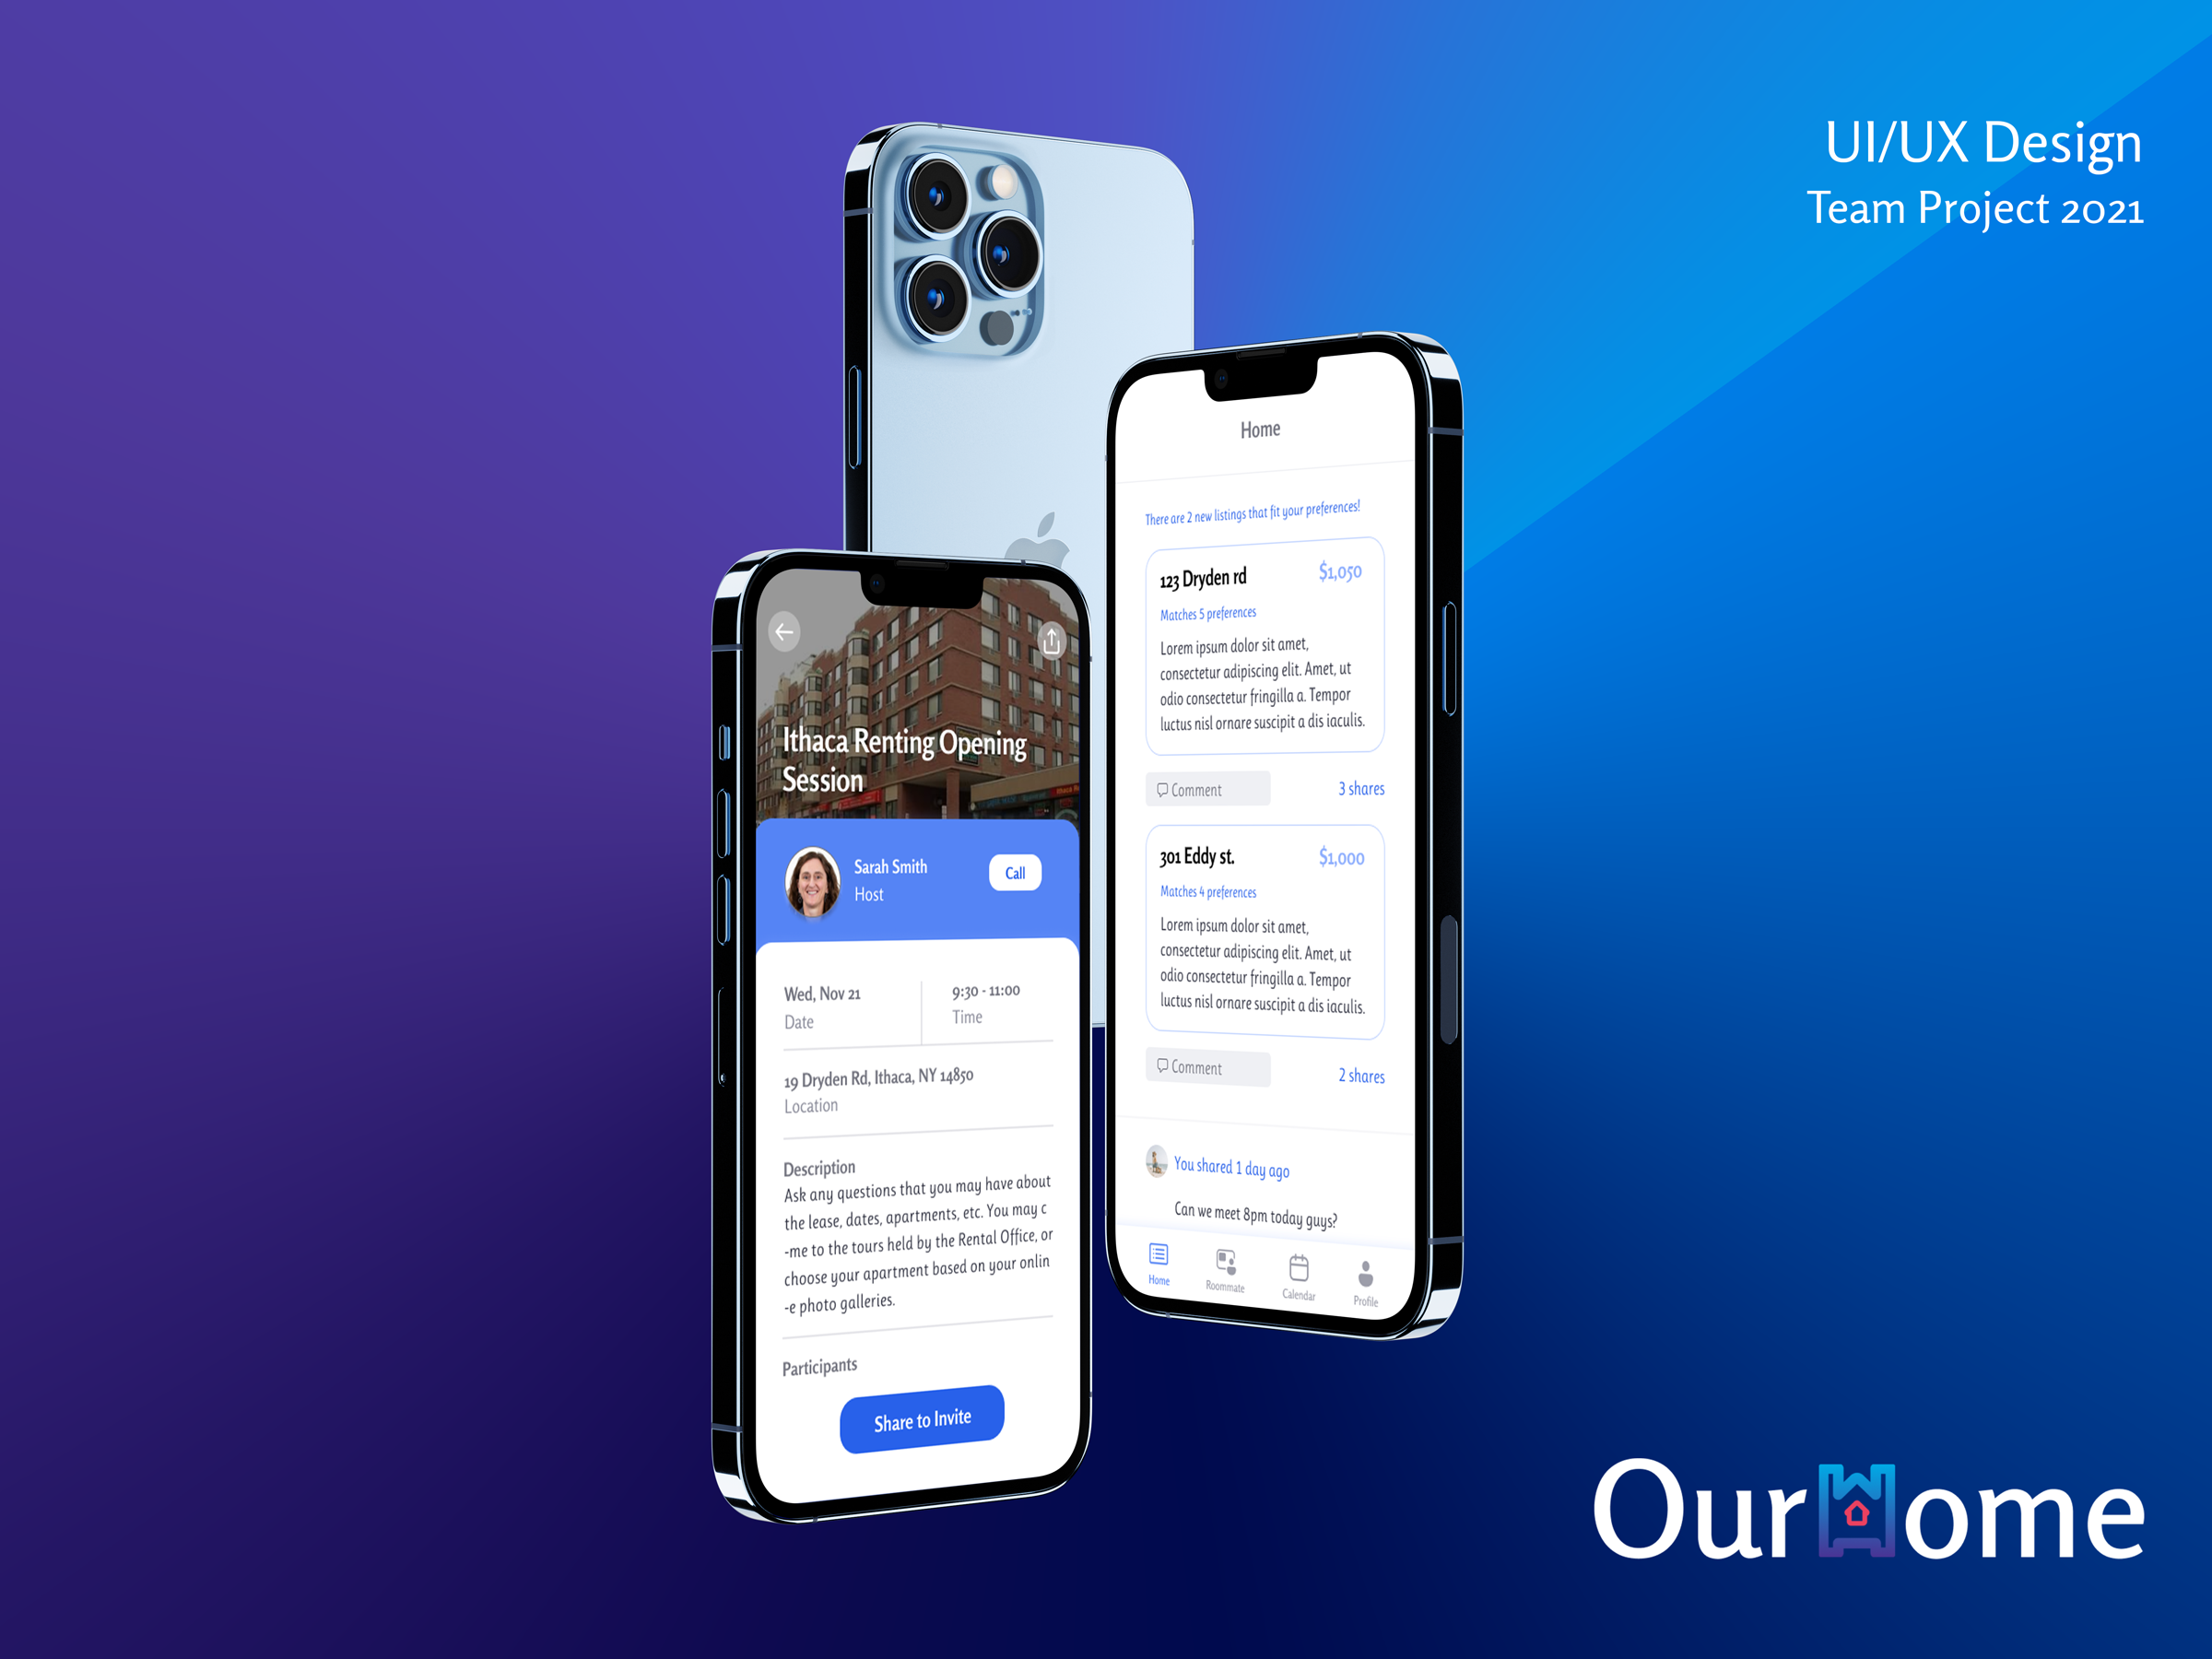 UI/UX Design
Team Project 2021
Ithaca Renting Opening
Session
Sarah Smith
Host
Call
Wed, Nov 21
Date
9:30 - 11:00
Time
19 Dryden Rd, Ithaca, NY 14850
Location
Description
Ask any questions that you may have about
the lease, dates, apartments, etc. You may c
-me to the tours held by the Rental Office, or
choose your apartment based on your onlin
-e photo galleries.
Participants
Share to Invite
Home
There are 2 new listings that fit your preferences!
123 Dryden rd
$1,050
Matches 5 preferences
Lorem ipsum dolor sit amet,
consectetur adipiscing elit. Amet, ut
odio consectetur fringilla a. Tempor
luctus nisl ornare suscipit a dis iaculis.
Comment
3 shares
301 Eddy st.
$1,000
Matches 4 preferences
Lorem ipsum dolor sit amet,
consectetur adipiscing elit. Amet, ut
odio consectetur fringilla a. Tempor
luctus nisl ornare suscipit a dis iaculis.
Comment
2 shares
You shared 1 day ago
Can we meet 8pm today guys?
Home
Roommate
Calendar
Profile
OurHome